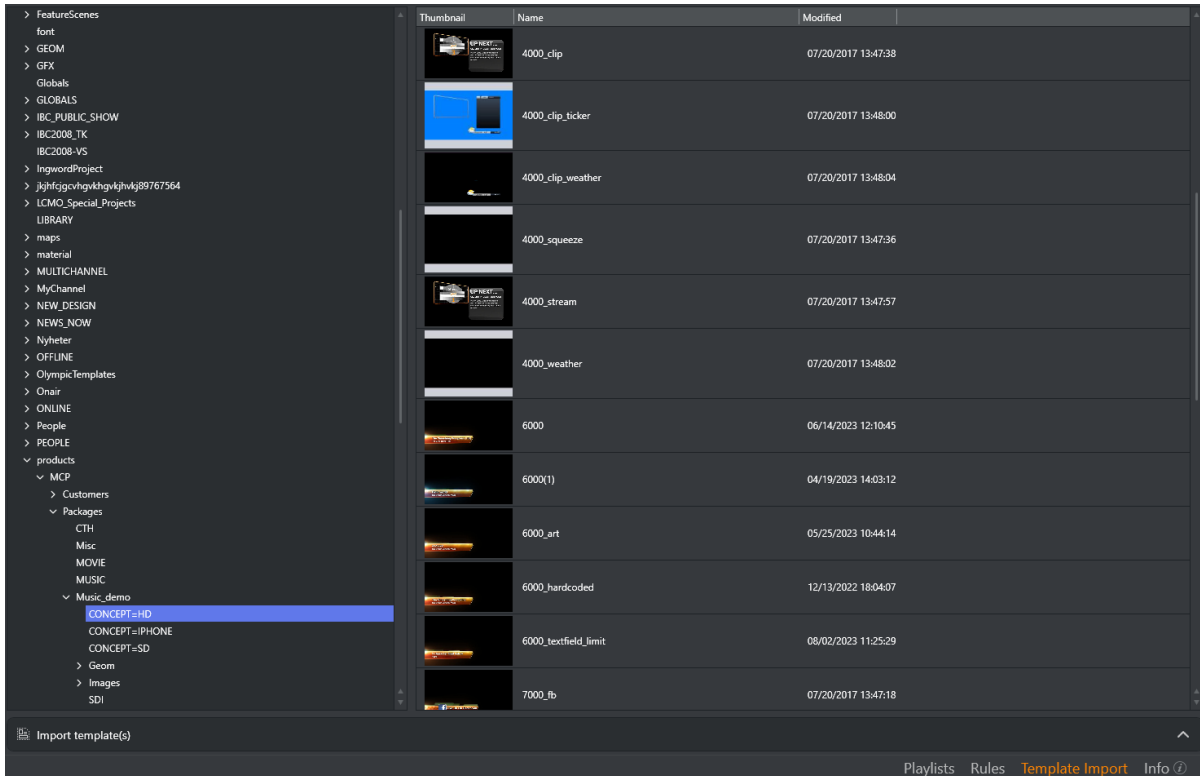 FeatureScenes
font
GEOM
GFX
Globals
GLOBALS
IBC_PUBLIC_SHOW
IBC2008_TK
IBC2008-VS
IngwordProject
jkjhfcjgcvhgvkhgvkjhvkj89767564
LCMO_Special_Projects
LIBRARY
maps
material
MULTICHANNEL
MyChannel
NEW_DESIGN
NEWS_NOW
Nyheter
OFFLINE
OlympicTemplates
Onair
ONLINE
People
PEOPLE
products
MCP
Customers
Packages
CTH
Misc
MOVIE
MUSIC
Music_demo
CONCEPT=HD
CONCEPT=IPHONE
CONCEPT=SD
Geom
Images
SDI
Thumbnail Name Modified
UP NEXT
4000_clip 07/20/2017 13:47:38
4000_clip_ticker 07/20/2017 13:48:00
4000_clip_weather 07/20/2017 13:48:04
4000_squeeze 07/20/2017 13:47:36
UP NEXT
4000_stream 07/20/2017 13:47:57
4000_weather 07/20/2017 13:48:02
6000 06/14/2023 12:10:45
6000(1) 04/19/2023 14:03:12
6000_art 05/25/2023 10:44:14
6000_hardcoded 12/13/2022 18:04:07
6000_textfield_limit 08/02/2023 11:25:29
7000_fb 07/20/2017 13:47:18
Import template(s)
Playlists Rules Template Import Info